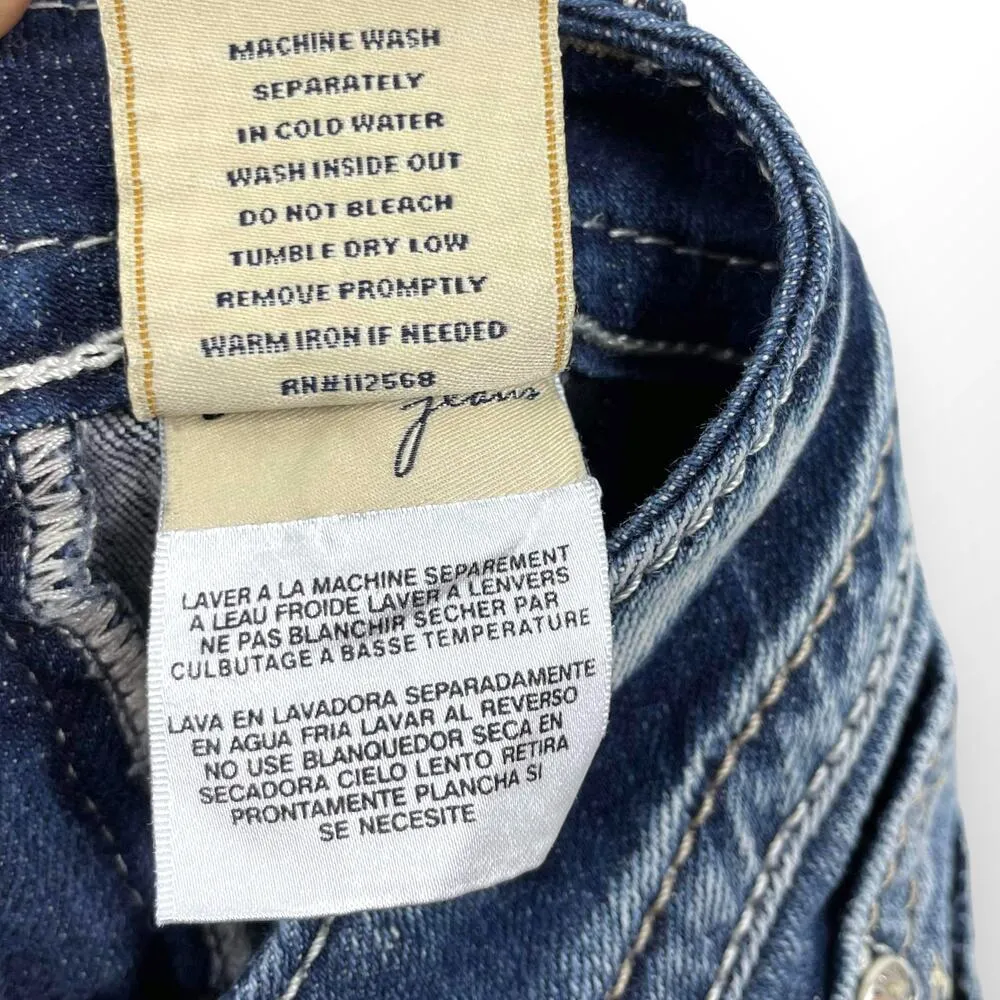 MACHINE WASH
SEPARATELY
IN COLD WATER
WASH INSIDE OUT
DO NOT BLEACH
TUMBLE DRY LOW
REMOVE PROMPTLY
WARM IRON IF NEEDED
RN#112568
jeans
LAVER A LA MACHINE SEPAREMENT
A LEAU FROIDE LAVER A LENVERS
NE PAS BLANCHIR SECHER PAR
CULBUTAGE A BASSE TEMPERATURE
LAVA EN LAVADORA SEPARADAMENTE
EN AGUA FRIA LAVAR AL REVERSO
NO USE BLANQUEDOR SECA EN
SECADORA CIELO LENTO RETIRA
PRONTAMENTE PLANCHA SI
SE NECESITE